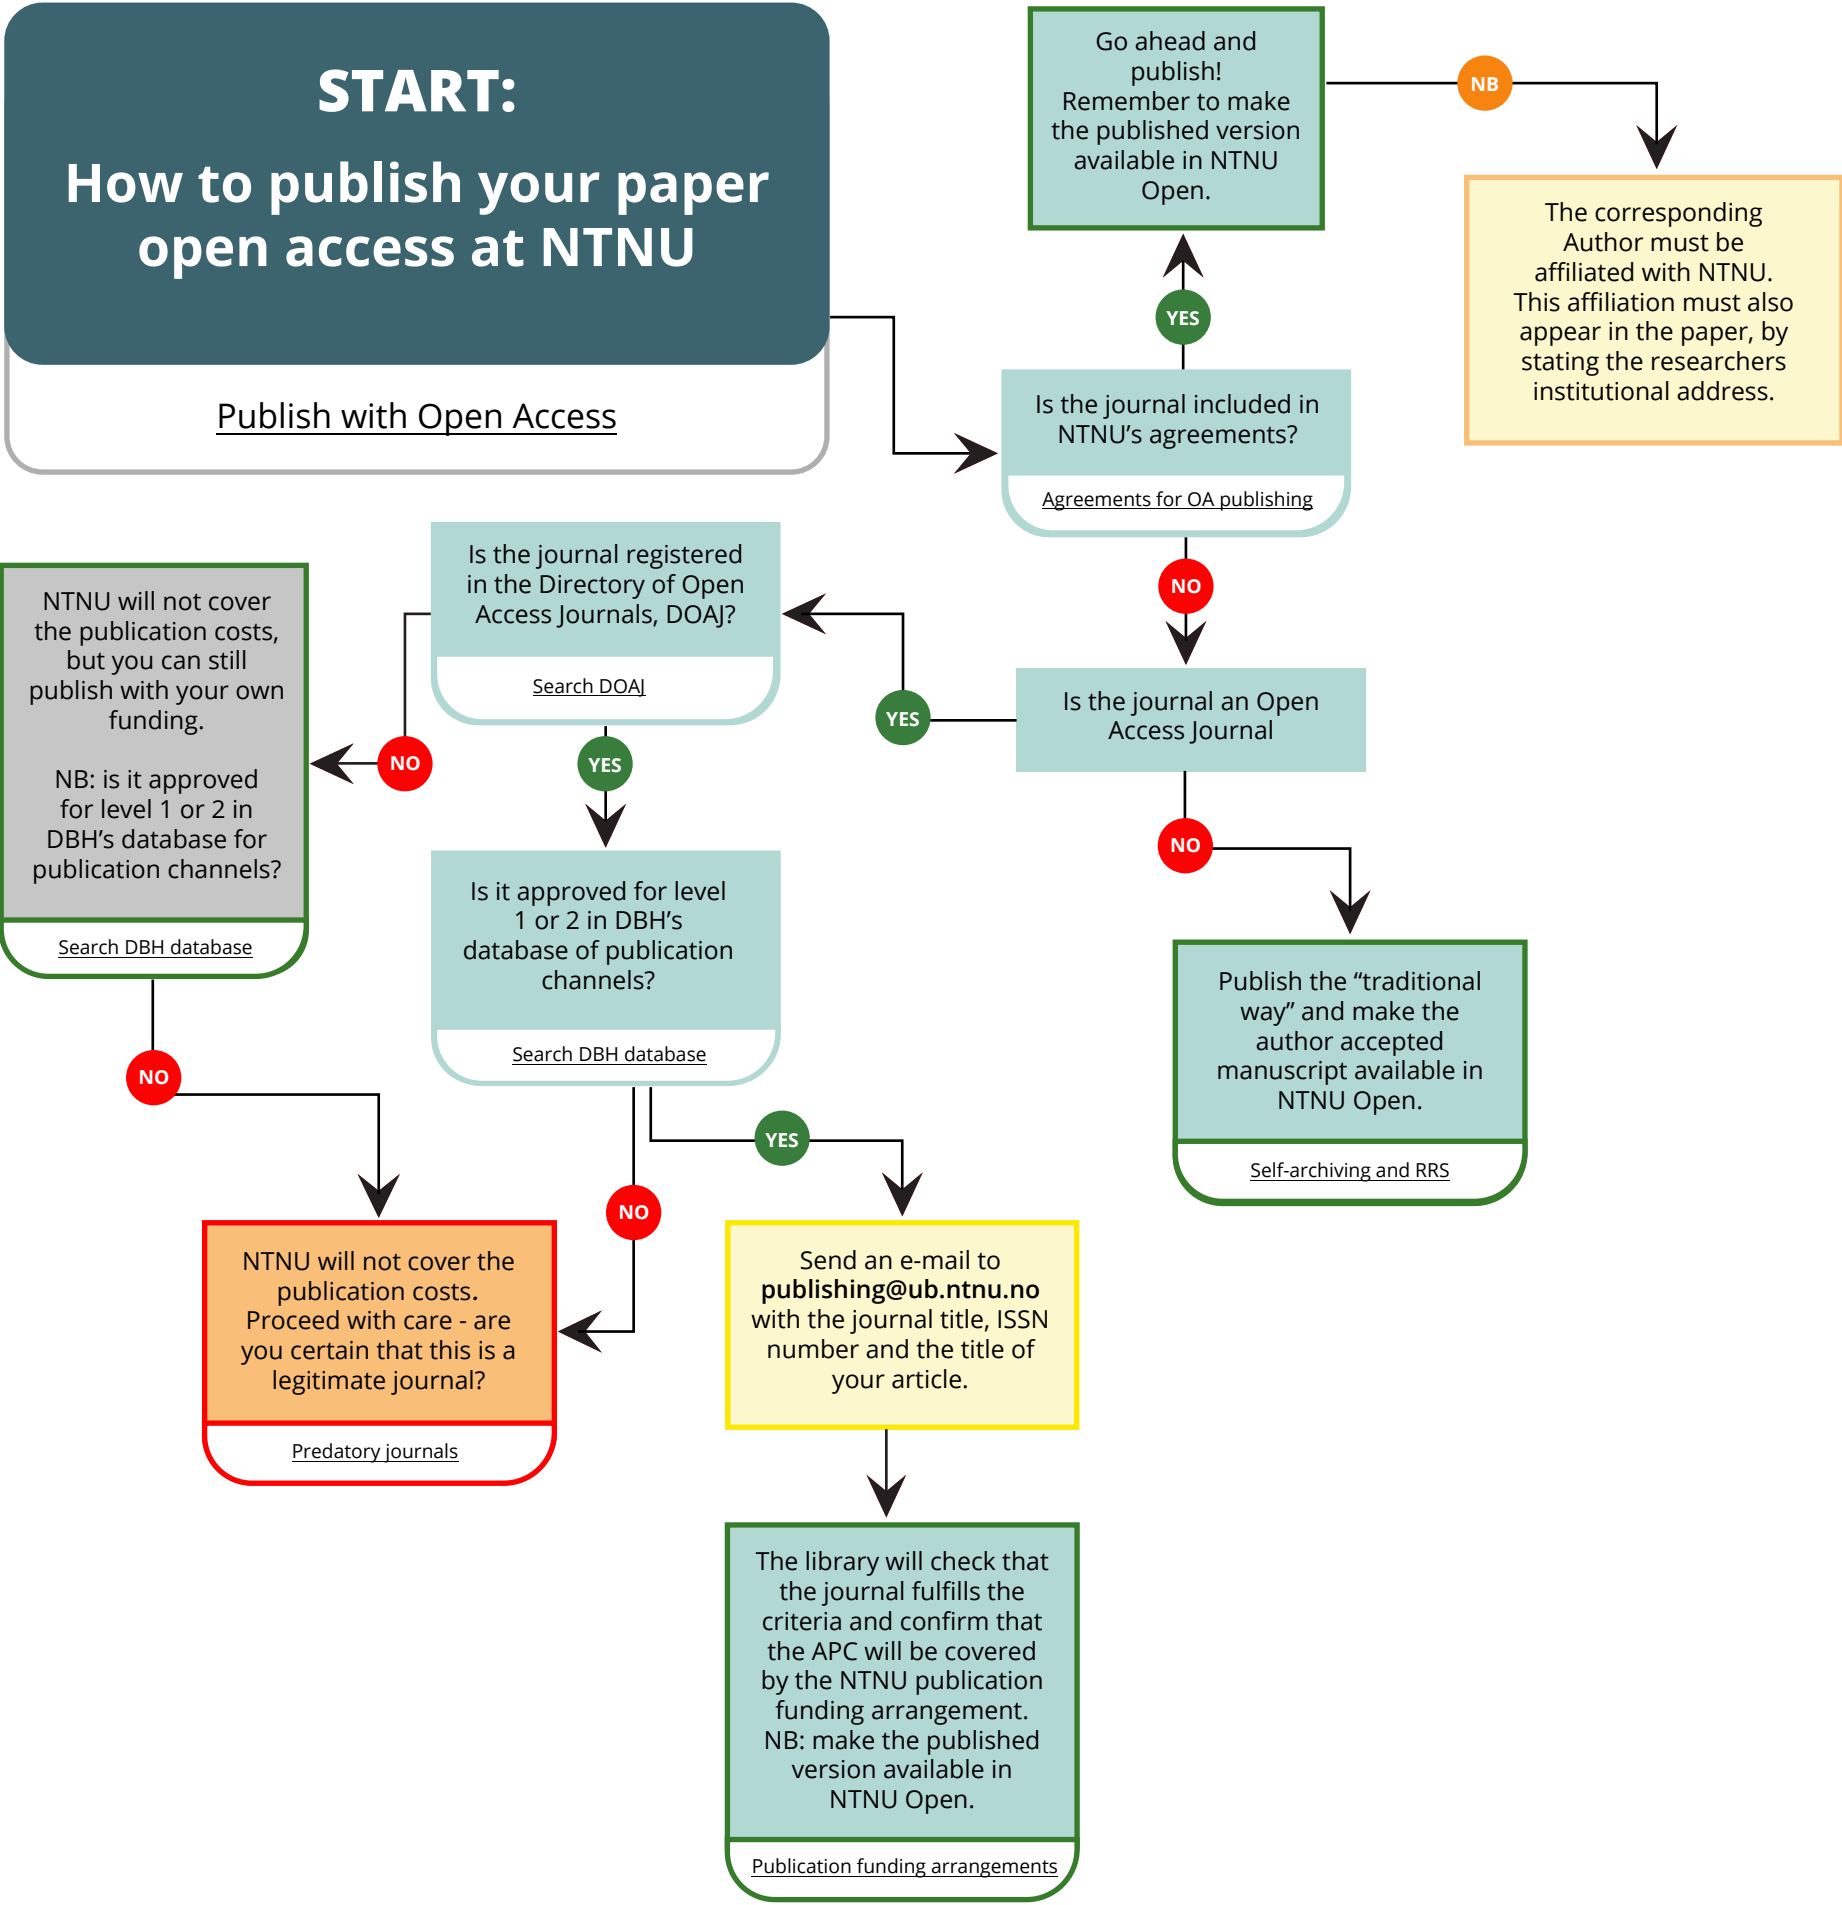 START:
How to publish your paper
open access at NTNU
Publish with Open Access
Go ahead and
publish!
Remember to make
the published version
available in NTNU
Open.
NB
The corresponding
Author must be
affiliated with NTNU.
This affiliation must also
appear in the paper, by
stating the researchers
institutional address.
YES
Is the journal included in
NTNU’s agreements?
Agreements for OA publishing
NO
Is the journal an Open
Access Journal
YES
NO
Is the journal registered
in the Directory of Open
Access Journals, DOAJ?
Search DOAJ
NO
YES
NTNU will not cover
the publication costs,
but you can still
publish with your own
funding.
NB: is it approved
for level 1 or 2 in
DBH’s database for
publication channels?
Search DBH database
NO
Is it approved for level
1 or 2 in DBH’s
database of publication
channels?
Search DBH database
YES
NO
Publish the “traditional
way” and make the
author accepted
manuscript available in
NTNU Open.
Self-archiving and RRS
NTNU will not cover the
publication costs.
Proceed with care - are
you certain that this is a
legitimate journal?
Predatory journals
Send an e-mail to
publishing@ub.ntnu.no
with the journal title, ISSN
number and the title of
your article.
The library will check that
the journal fulfills the
criteria and confirm that
the APC will be covered
by the NTNU publication
funding arrangement.
NB: make the published
version available in
NTNU Open.
Publication funding arrangements